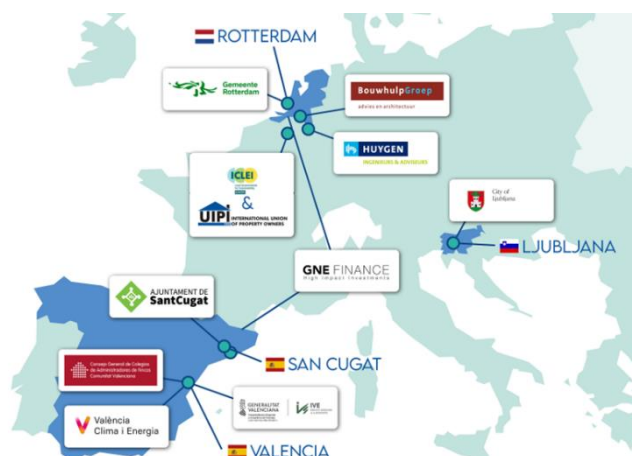 ROTTERDAM
Gemeente
Rotterdam
BouwhulpGroep
advies en architectuur
HUYGEN
INGENIEURS & ADVISEURS
ICLEI
&
UIPI INTERNATIONAL UNION
OF PROPERTY OWNERS
City of
Ljubljana
LJUBLJANA
GNE FINANCE
High Impact Investments
AJUNTAMENT DE
SantCugat
SAN CUGAT
Consejo General de Colegios
de Administradores de Fincas
Comunitat Valenciana
GENERALITAT
VALENCIANA
IVE
València
Clima i Energia
VALENCIA